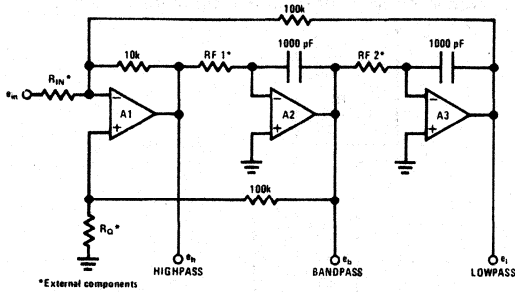 100k
10k
RF 1*
1000 pF
RF 2*
1000 pF
RIN*
ein
A1
A2
A3
100k
RQ*
eh
eb
el
HIGHPASS
BANDPASS
LOWPASS
*External components